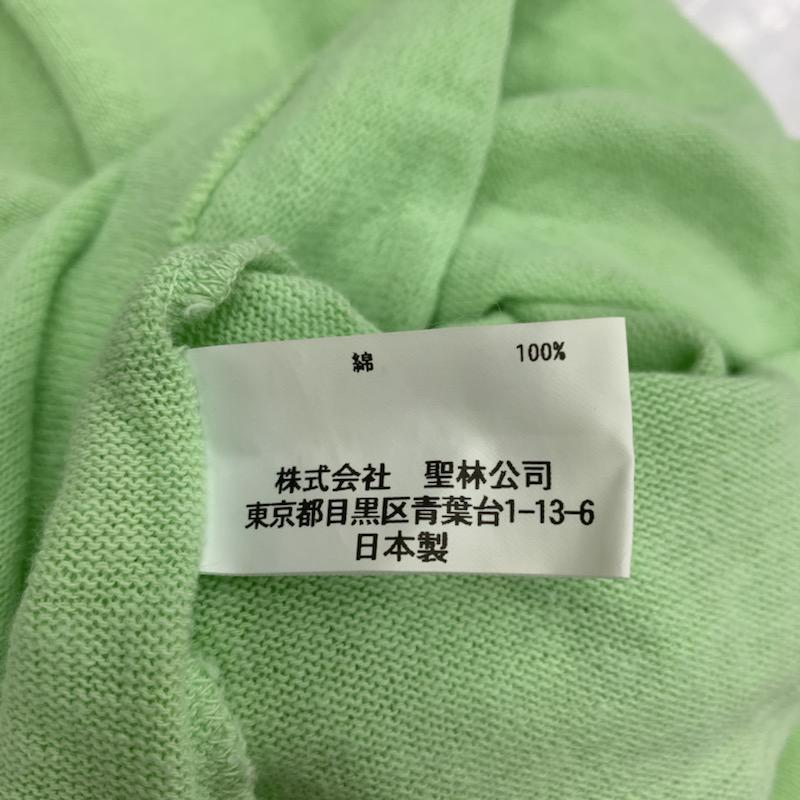 綿 100%
株式会社 聖林公司
東京都目黒区青葉台1-13-6
日本製